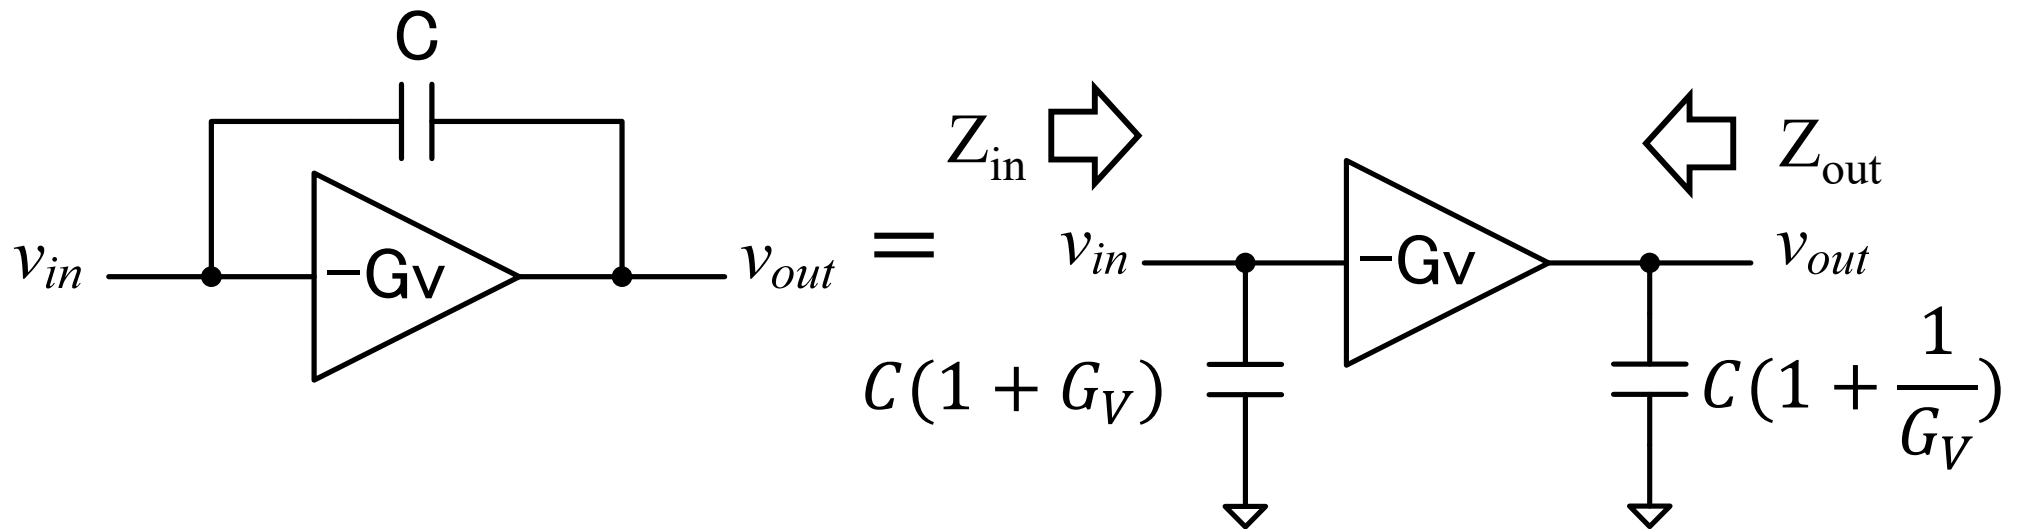 C
v_in
−Gv
v_out
=
Z_in
v_in
−Gv
Z_out
v_out
C(1 + G_V)
C(1 + 1/G_V)